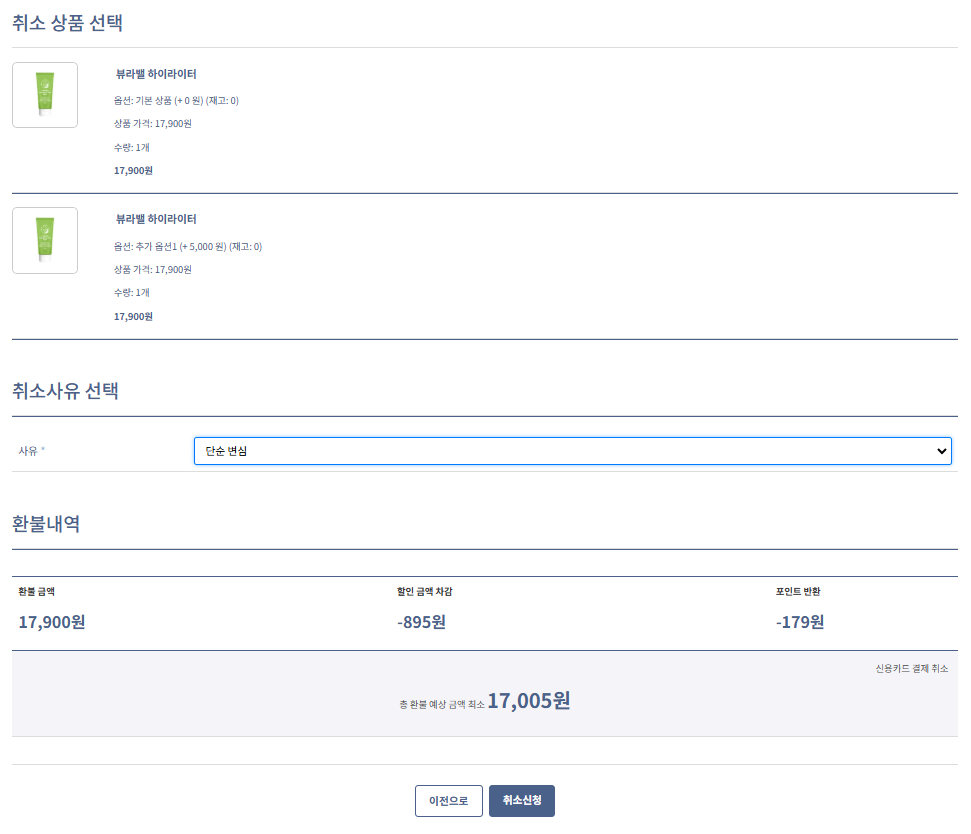 취소 상품 선택
뷰라밸 하이라이터
옵션: 기본 상품 (+ 0 원) (재고: 0)
상품 가격: 17,900원
수량: 1개
17,900원
뷰라밸 하이라이터
옵션: 추가 옵션1 (+ 5,000 원) (재고: 0)
상품 가격: 17,900원
수량: 1개
17,900원
취소사유 선택
사유 *
단순 변심
환불내역
환불 금액
할인 금액 차감
포인트 반환
17,900원
-895원
-179원
신용카드 결제 취소
총 환불 예상 금액 최소 17,005원
이전으로
취소신청